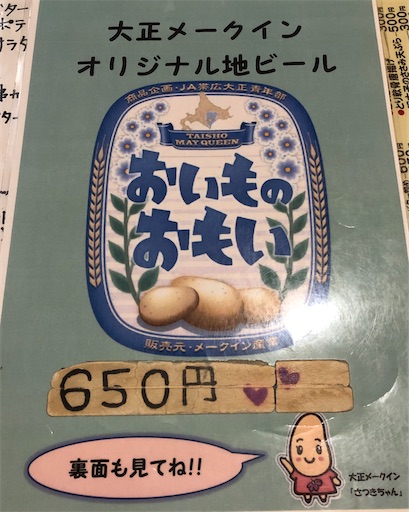 大正メークイン
オリジナル地ビール
商品企画・JA帯広大正青年部
TAISHO
MAY QUEEN
おいもの
おもい
販売元・メークイン産業
650円
裏面も見てね!!
大正メークイン
「さつきちゃん」